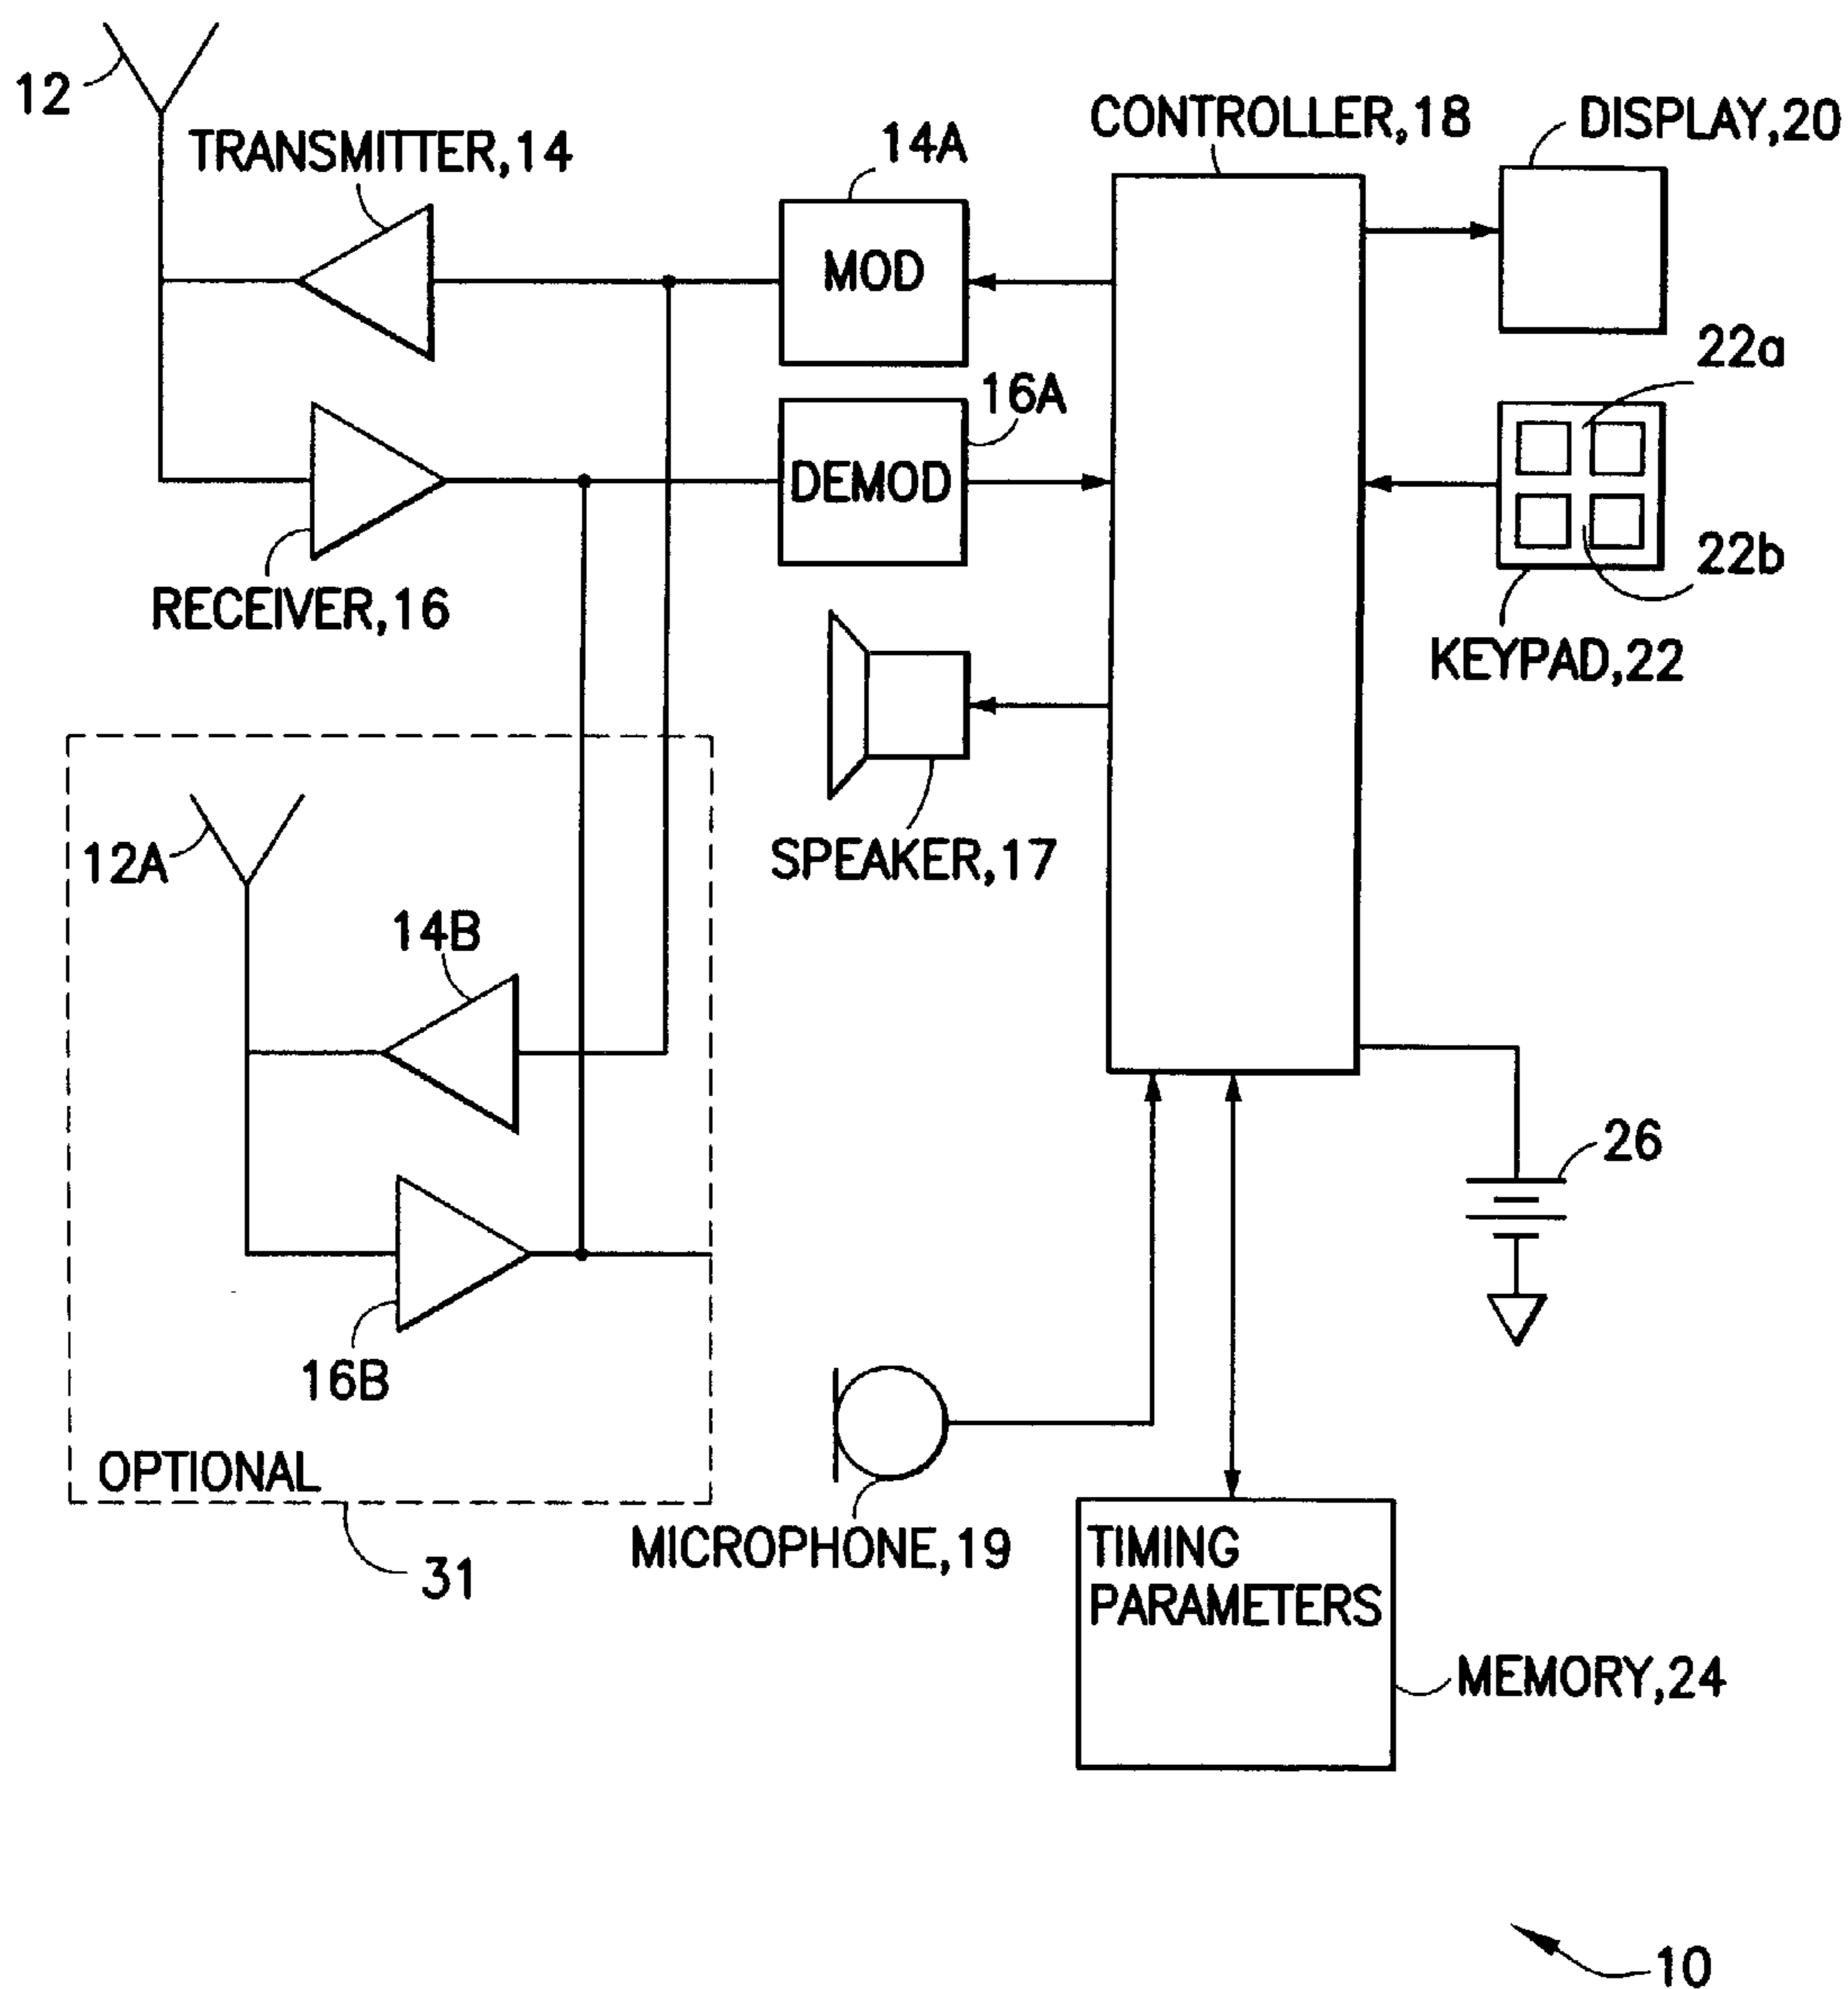 12
TRANSMITTER,14
14A
CONTROLLER,18
DISPLAY,20
MOD
22a
16A
DEMOD
22b
RECEIVER,16
KEYPAD,22
SPEAKER,17
12A
14B
26
16B
OPTIONAL
31
MICROPHONE,19
TIMING
PARAMETERS
MEMORY,24
10